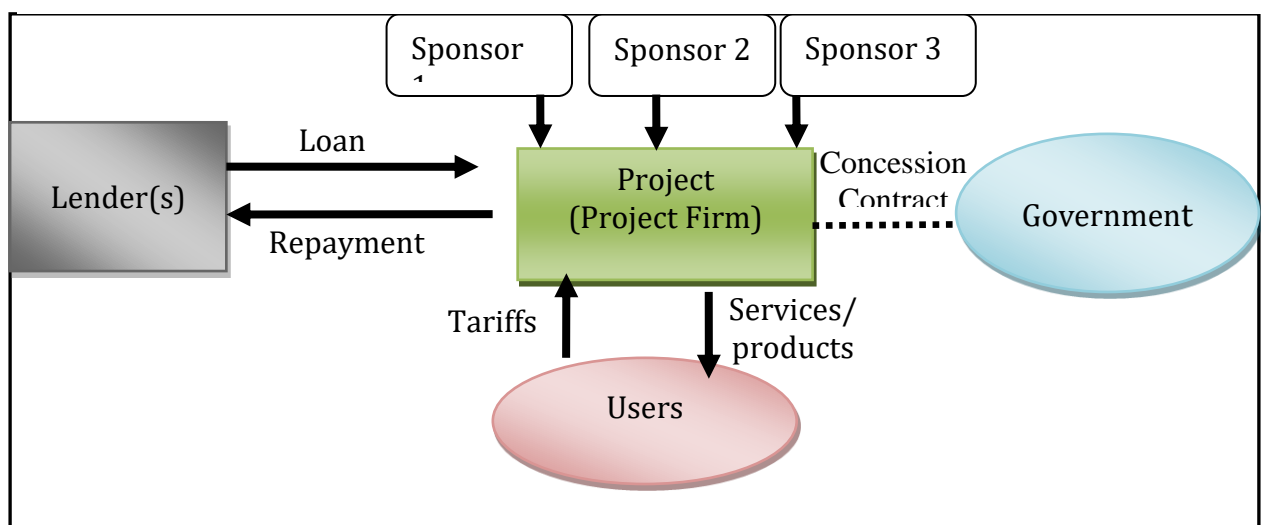 Sponsor
Sponsor 2
Sponsor 3
Loan
Lender(s)
Repayment
Project
(Project Firm)
Concession
Contract
Government
Tariffs
Services/
products
Users